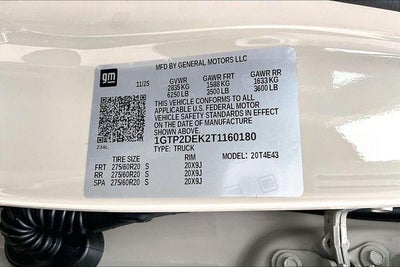 MFD BY GENERAL MOTORS LLC
gm
11/25 GVWR GAWR FRT GAWR RR
2835 KG 1588 KG 1633 KG
6250 LB 3500 LB 3600 LB
THIS VEHICLE CONFORMS TO ALL
APPLICABLE U.S. FEDERAL MOTOR
VEHICLE SAFETY STANDARDS IN EFFECT
ON THE DATE OF MANUFACTURE
SHOWN ABOVE.
1GTP2DEK2T1160180
234L TYPE: TRUCK
TIRE SIZE RIM MODEL: 20T4E43
FRT 275/60R20 S 20X9J
RR 275/60R20 S 20X9J
SPA 275/60R20 S 20X9J